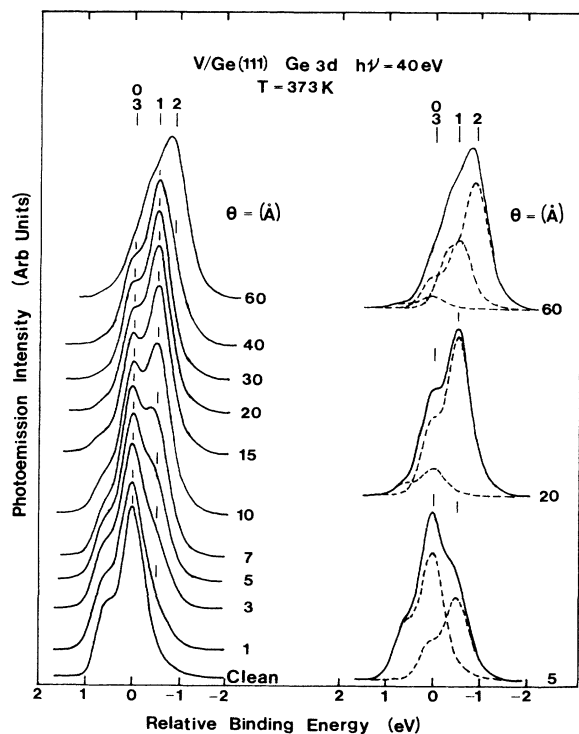 V/Ge(111) Ge 3d hν = 40 eV
T = 373 K
0
3 1 2
0
3 1 2
θ = (Å)
θ = (Å)
Photoemission Intensity (Arb Units)
60
40
30
20
15
10
7
5
3
1
Clean
60
20
5
2 1 0 -1 -2
2 1 0 -1 -2
Relative Binding Energy (eV)